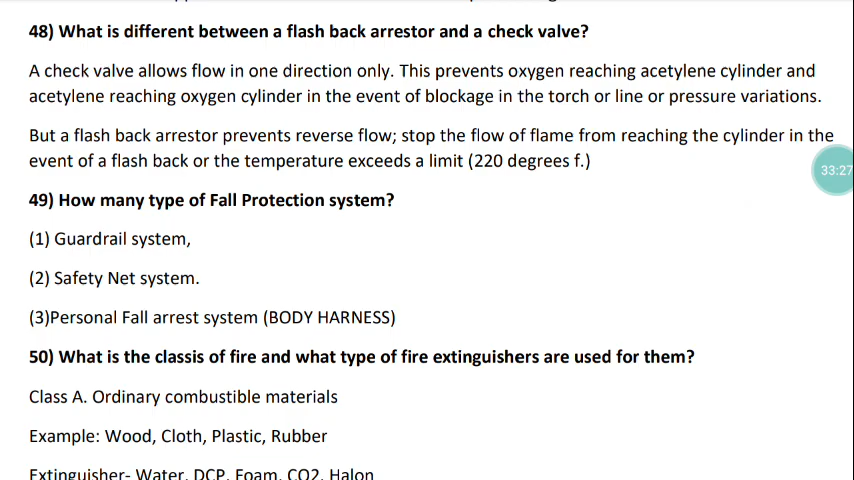 48) What is different between a flash back arrestor and a check valve?
A check valve allows flow in one direction only. This prevents oxygen reaching acetylene cylinder and
acetylene reaching oxygen cylinder in the event of blockage in the torch or line or pressure variations.
But a flash back arrestor prevents reverse flow; stop the flow of flame from reaching the cylinder in the
event of a flash back or the temperature exceeds a limit (220 degrees f.)
33:27
49) How many type of Fall Protection system?
(1) Guardrail system,
(2) Safety Net system.
(3)Personal Fall arrest system (BODY HARNESS)
50) What is the classis of fire and what type of fire extinguishers are used for them?
Class A. Ordinary combustible materials
Example: Wood, Cloth, Plastic, Rubber
Extinguisher- Water, DCP, Foam, CO2, Halon